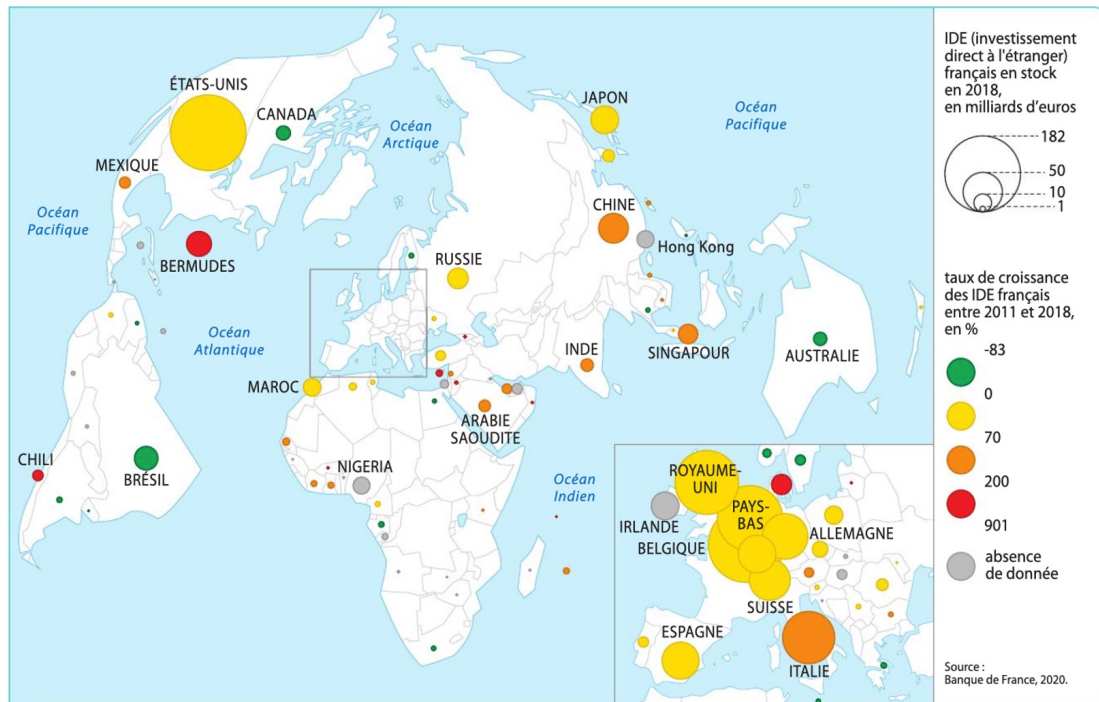 ÉTATS-UNIS
CANADA
MEXIQUE
Océan
Pacifique
BERMUDES
Océan
Arctique
JAPON
Océan
Pacifique
CHINE
Hong Kong
RUSSIE
Océan
Atlantique
INDE
SINGAPOUR
AUSTRALIE
MAROC
ARABIE
SAOUDITE
CHILI
BRÉSIL
NIGERIA
Océan
Indien
ROYAUME-
UNI
PAYS-
BAS
IRLANDE
BELGIQUE
ALLEMAGNE
SUISSE
ESPAGNE
ITALIE
IDE (investissement
direct à l'étranger)
français en stock
en 2018,
en milliards d'euros
182
50
10
1
taux de croissance
des IDE français
entre 2011 et 2018,
en %
-83
0
70
200
901
absence
de donnée
Source :
Banque de France, 2020.